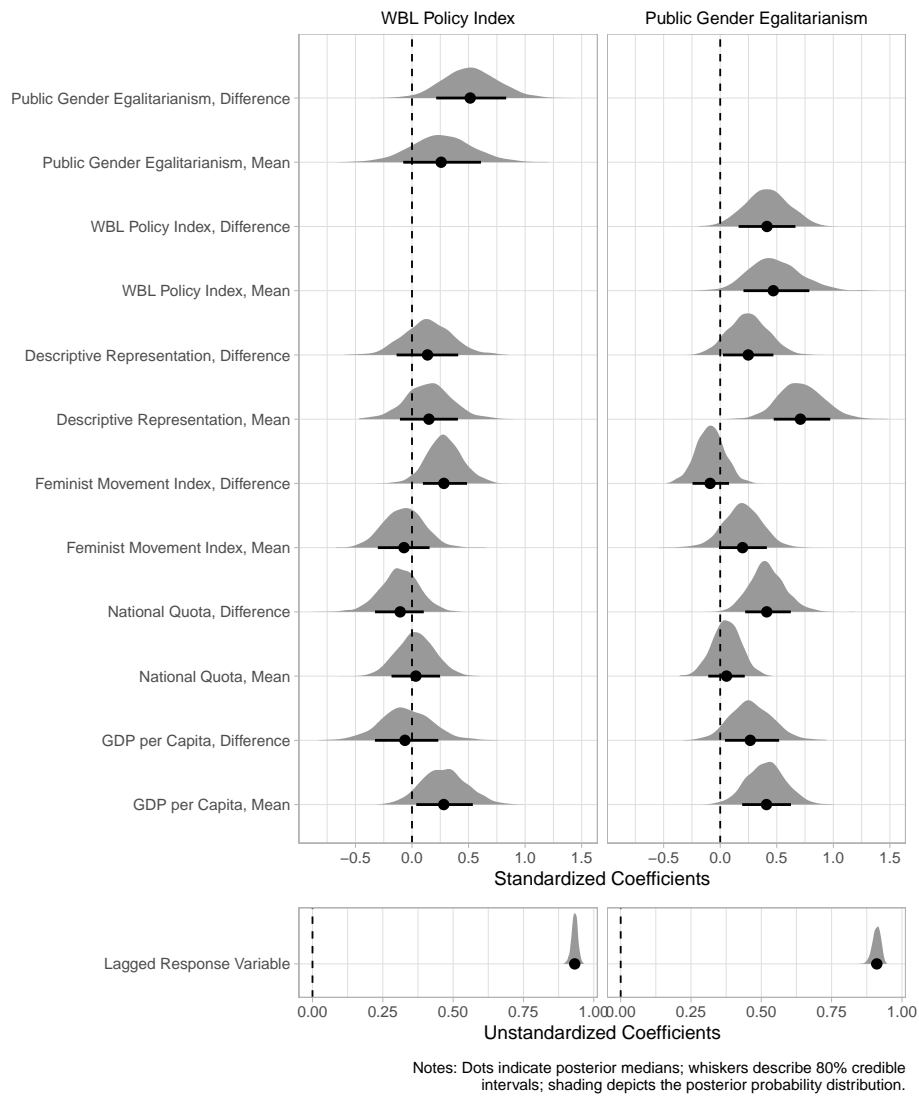 WBL Policy Index
Public Gender Egalitarianism
Public Gender Egalitarianism, Difference
Public Gender Egalitarianism, Mean
WBL Policy Index, Difference
WBL Policy Index, Mean
Descriptive Representation, Difference
Descriptive Representation, Mean
Feminist Movement Index, Difference
Feminist Movement Index, Mean
National Quota, Difference
National Quota, Mean
GDP per Capita, Difference
GDP per Capita, Mean
−0.5 0.0 0.5 1.0 1.5 −0.5 0.0 0.5 1.0 1.5
Standardized Coefficients
Lagged Response Variable
0.00 0.25 0.50 0.75 1.00 0.00 0.25 0.50 0.75 1.00
Unstandardized Coefficients
Notes: Dots indicate posterior medians; whiskers describe 80% credible
intervals; shading depicts the posterior probability distribution.